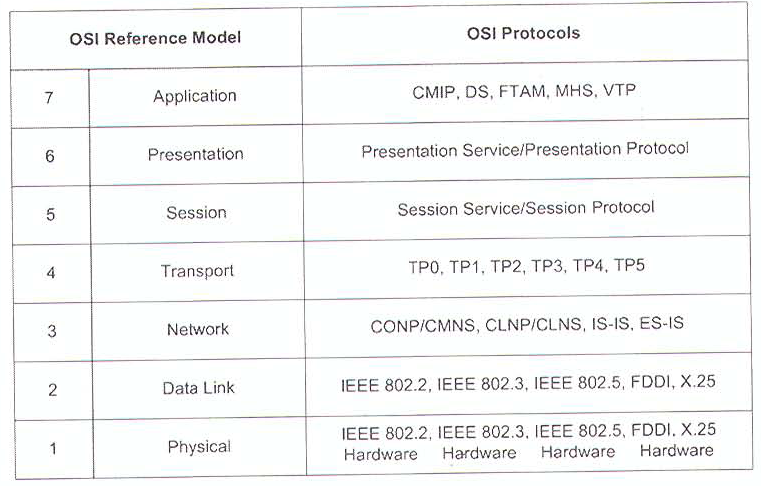 OSI Reference Model OSI Protocols
7 Application CMIP, DS, FTAM, MHS, VTP
6 Presentation Presentation Service/Presentation Protocol
5 Session Session Service/Session Protocol
4 Transport TP0, TP1, TP2, TP3, TP4, TP5
3 Network CONP/CMNS, CLNP/CLNS, IS-IS, ES-IS
2 Data Link IEEE 802.2, IEEE 802.3, IEEE 802.5, FDDI, X.25
1 Physical IEEE 802.2, IEEE 802.3, IEEE 802.5, FDDI, X.25
Hardware Hardware Hardware Hardware